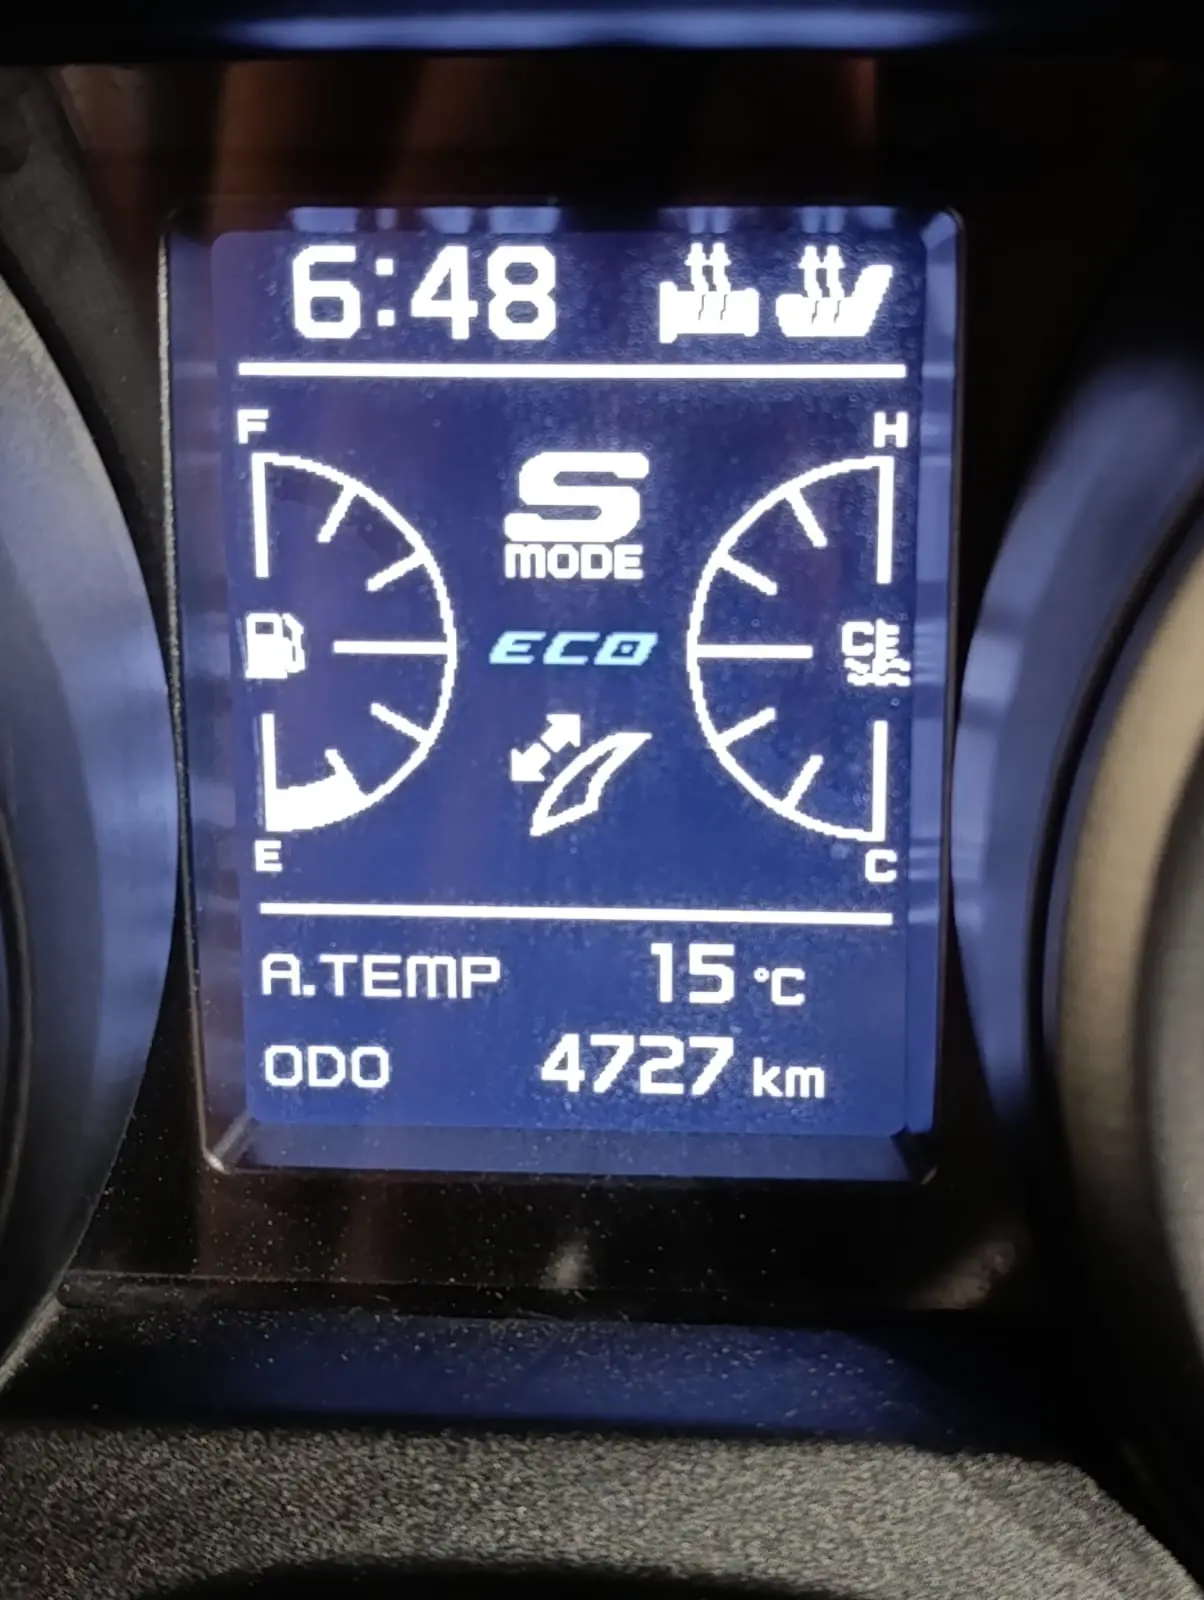 6:48
F
H
S
MODE
ECO
E
C
A.TEMP 15 °C
ODO 4727 km